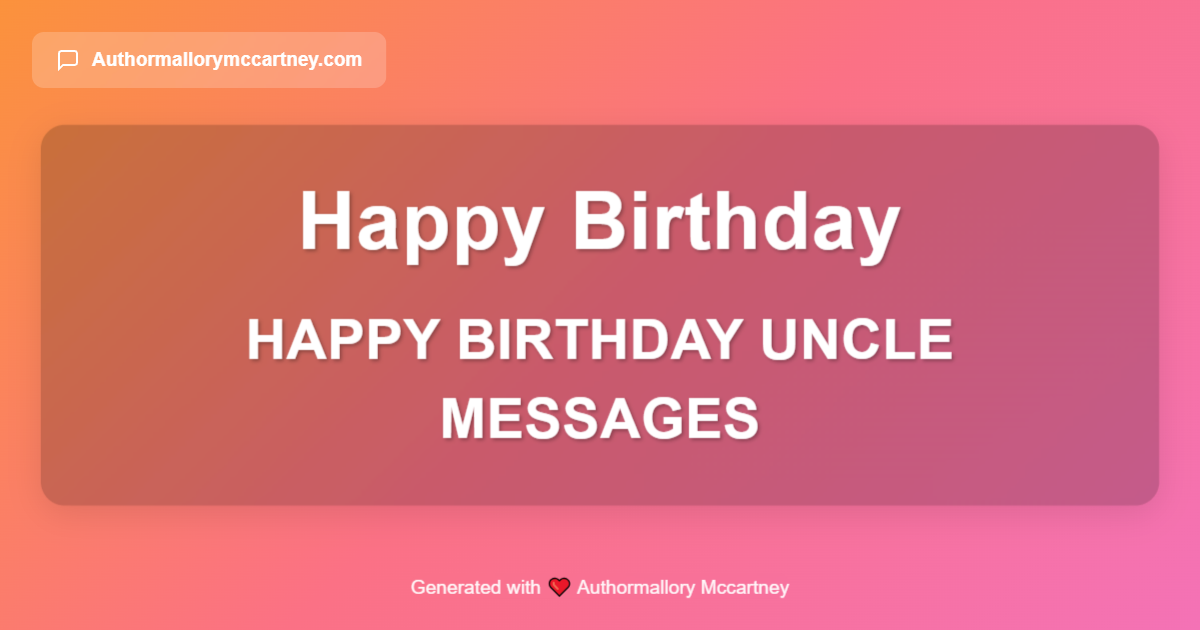 Authormallorymccartney.com
Happy Birthday
HAPPY BIRTHDAY UNCLE
MESSAGES
Generated with ❤️ Authormallory Mccartney